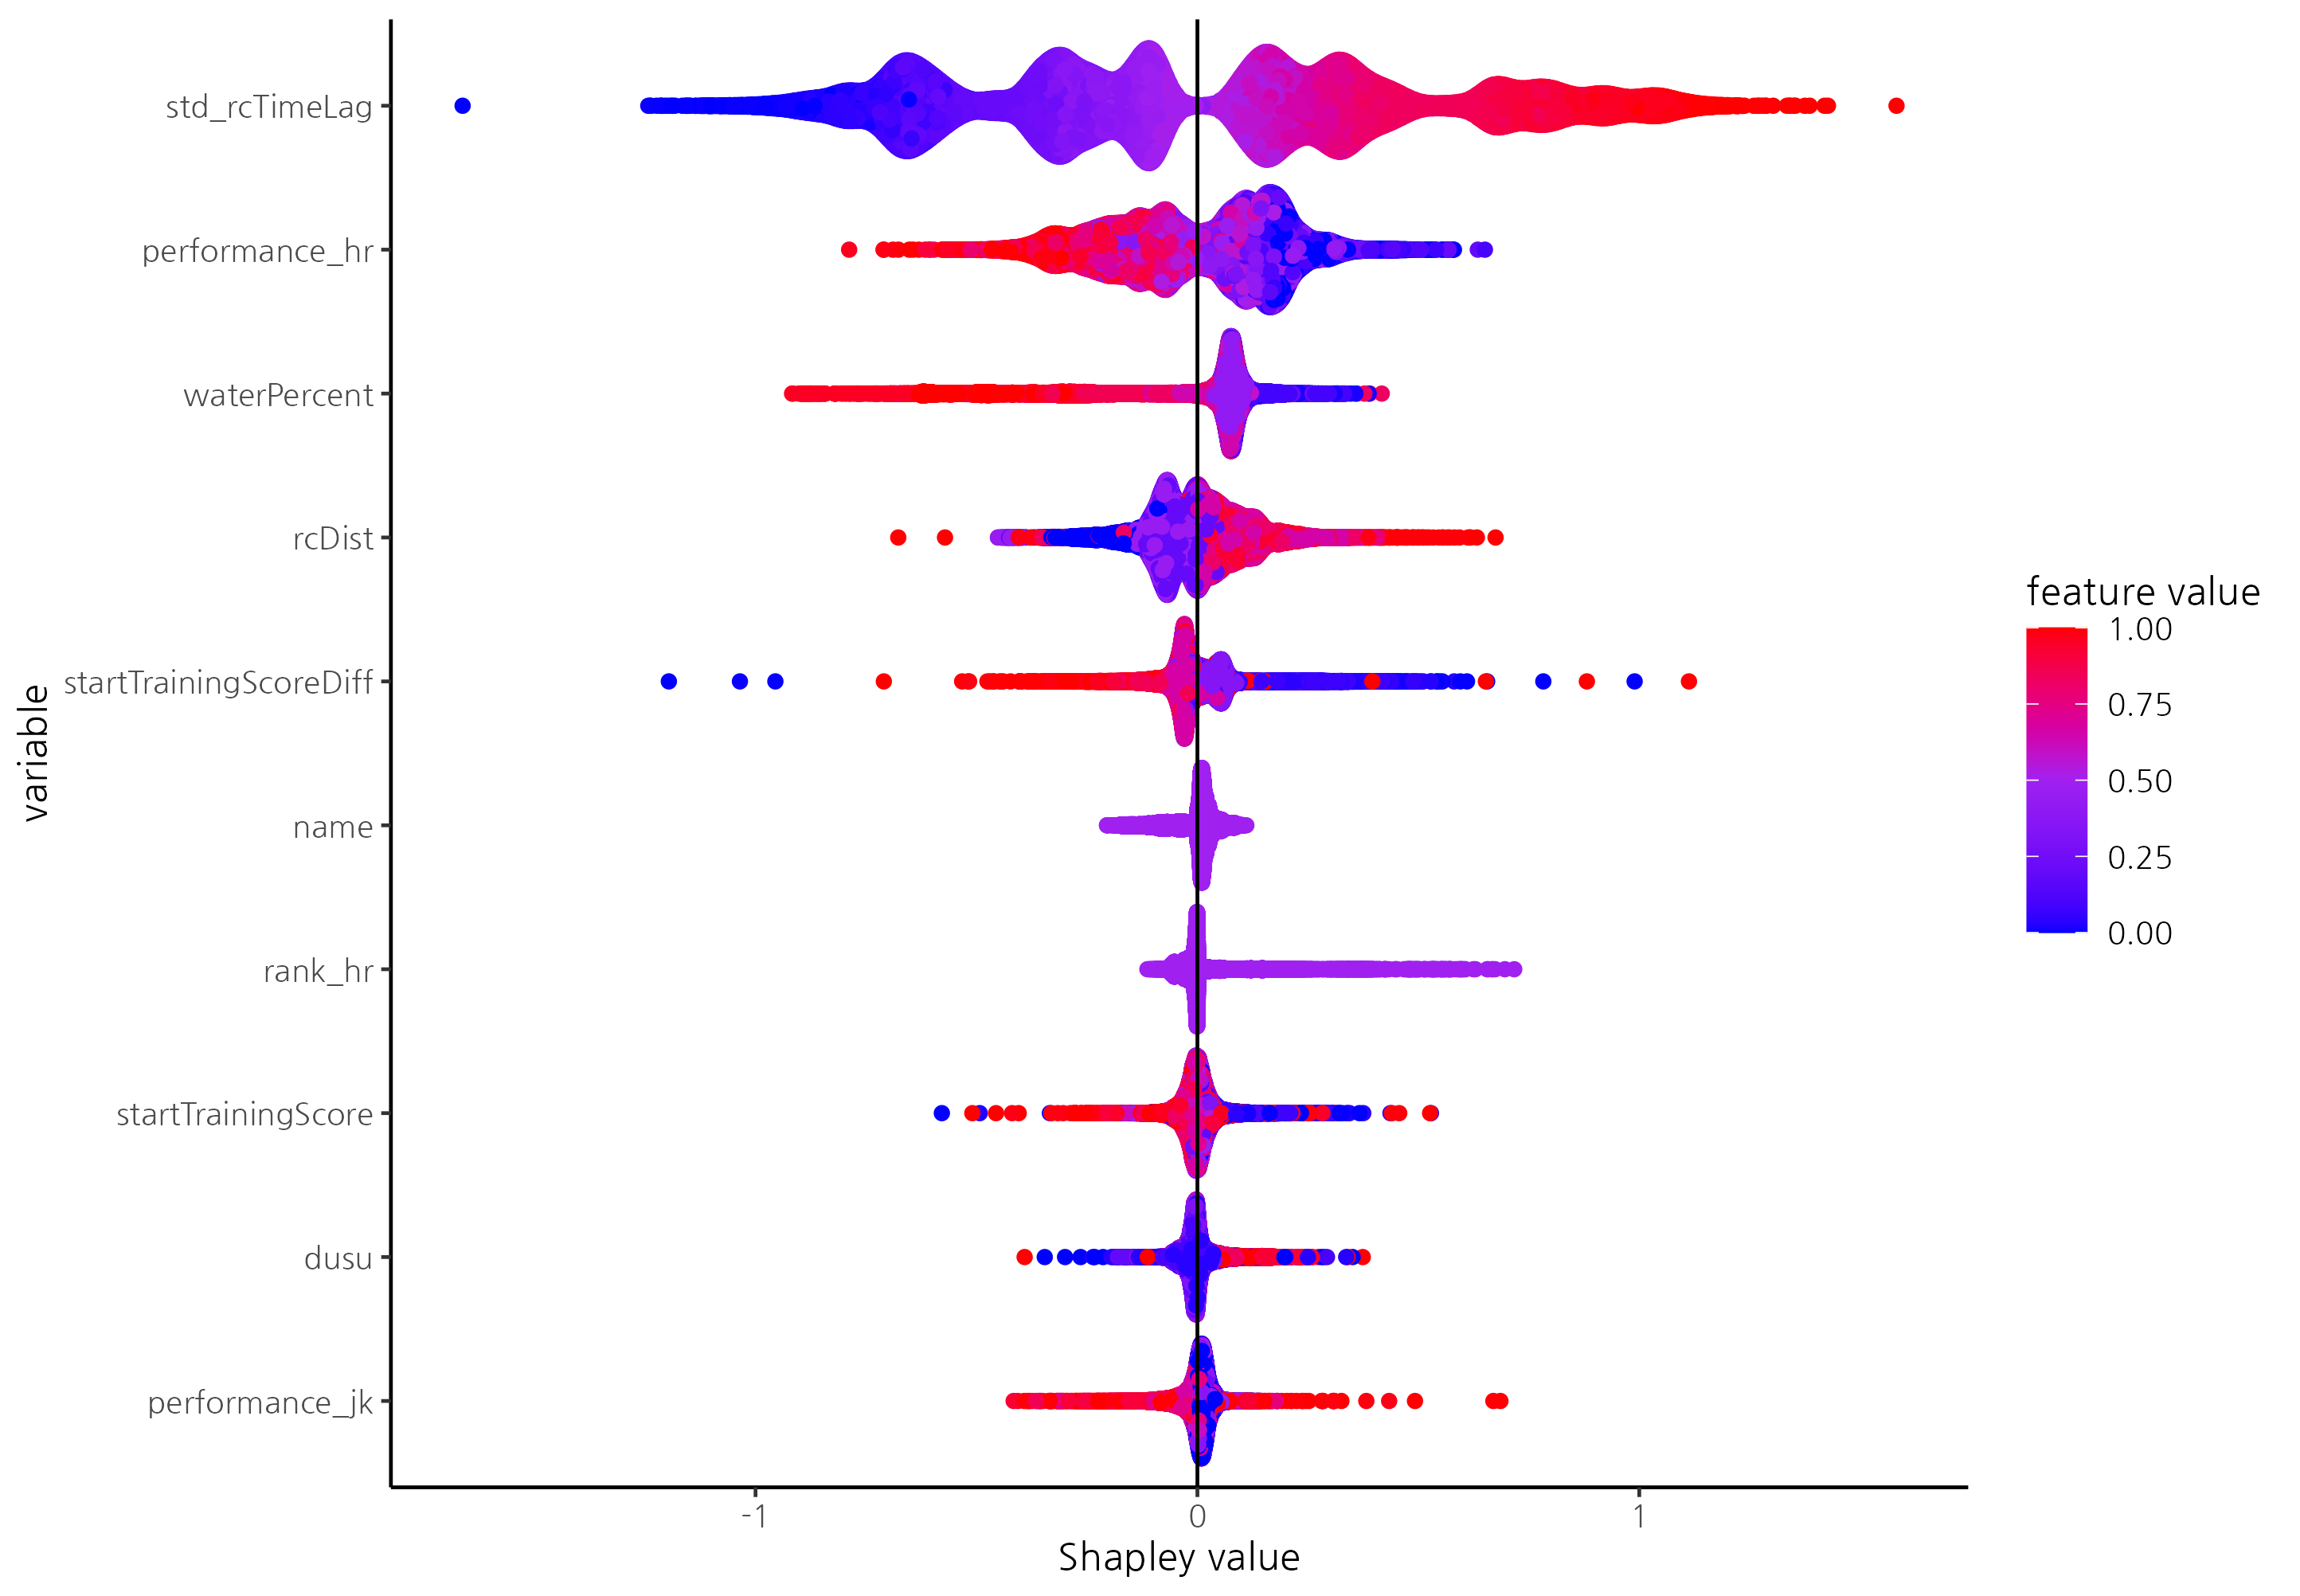 variable
std_rcTimeLag
performance_hr
waterPercent
rcDist
startTrainingScoreDiff
name
rank_hr
startTrainingScore
dusu
performance_jk
-1
0
1
Shapley value
feature value
1.00
0.75
0.50
0.25
0.00